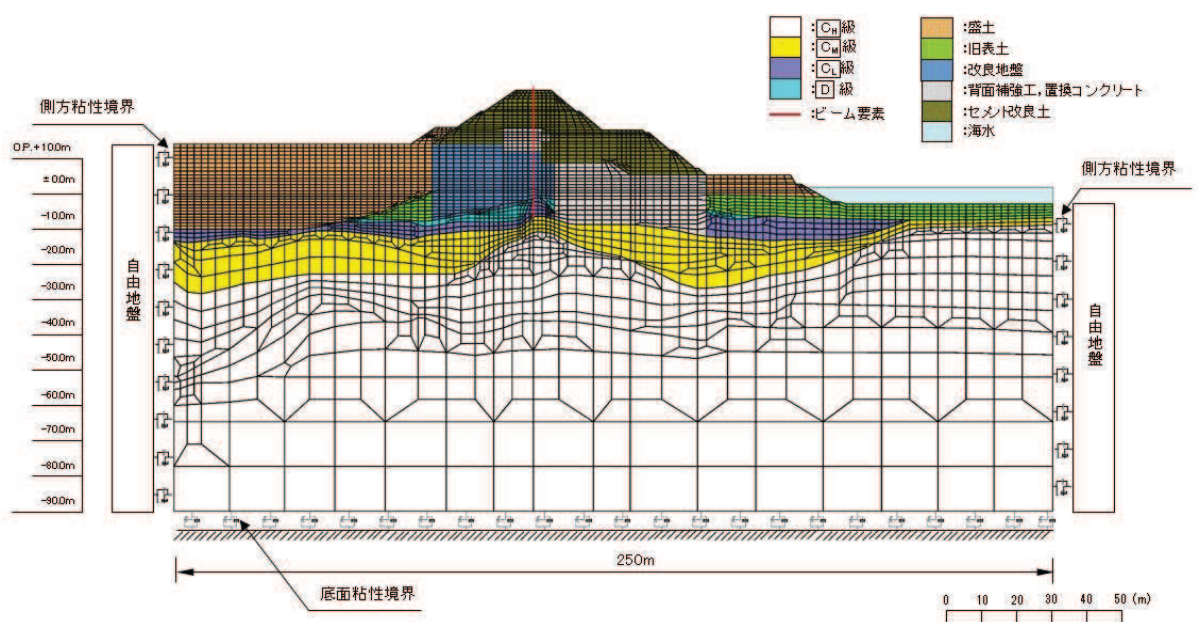 :CH級
:CM級
:CL級
:D級
:ビーム要素
:盛土
:旧表土
:改良地盤
:背面補強工,置換コンクリート
:セメント改良土
:海水
側方粘性境界
側方粘性境界
O.P.+10.0m
±0.0m
-10.0m
-20.0m
-30.0m
-40.0m
-50.0m
-60.0m
-70.0m
-80.0m
-90.0m
自由地盤
自由地盤
250m
底面粘性境界
0 10 20 30 40 50 (m)